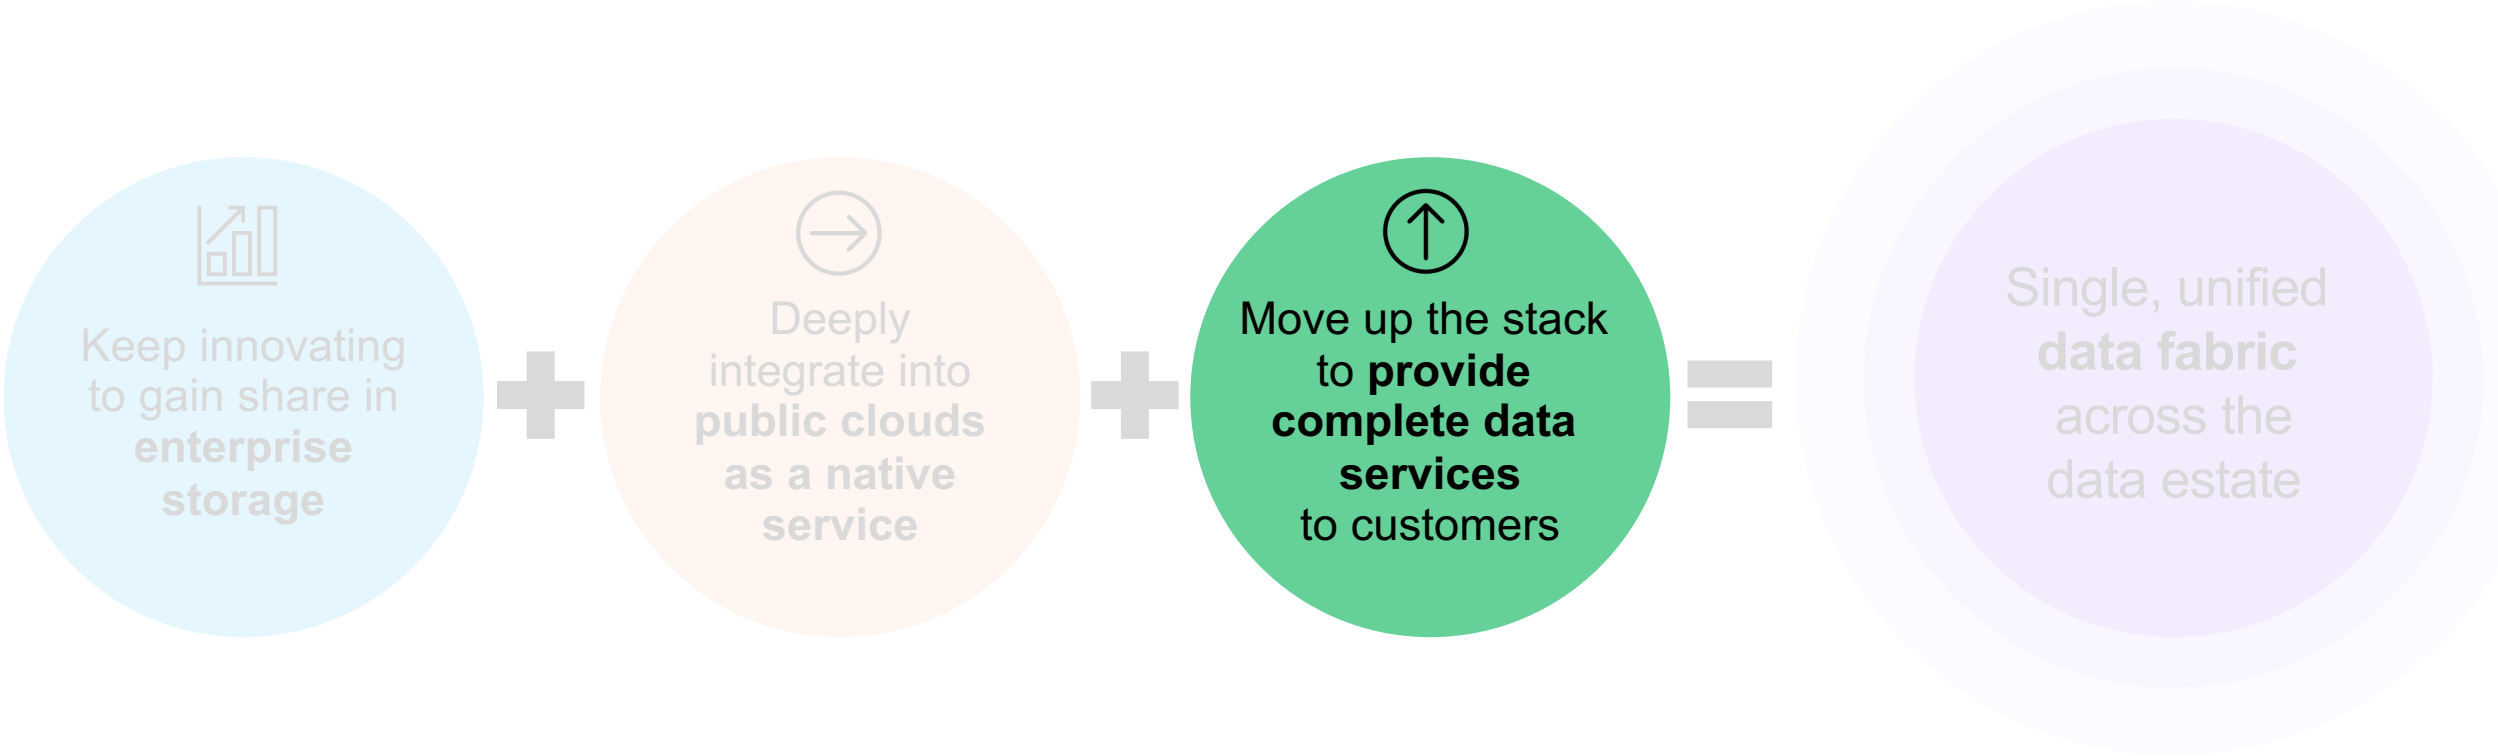 Keep innovating
to gain share in
enterprise
storage
Deeply
integrate into
public clouds
as a native
service
Move up the stack
to provide
complete data
services
to customers
Single, unified
data fabric
across the
data estate